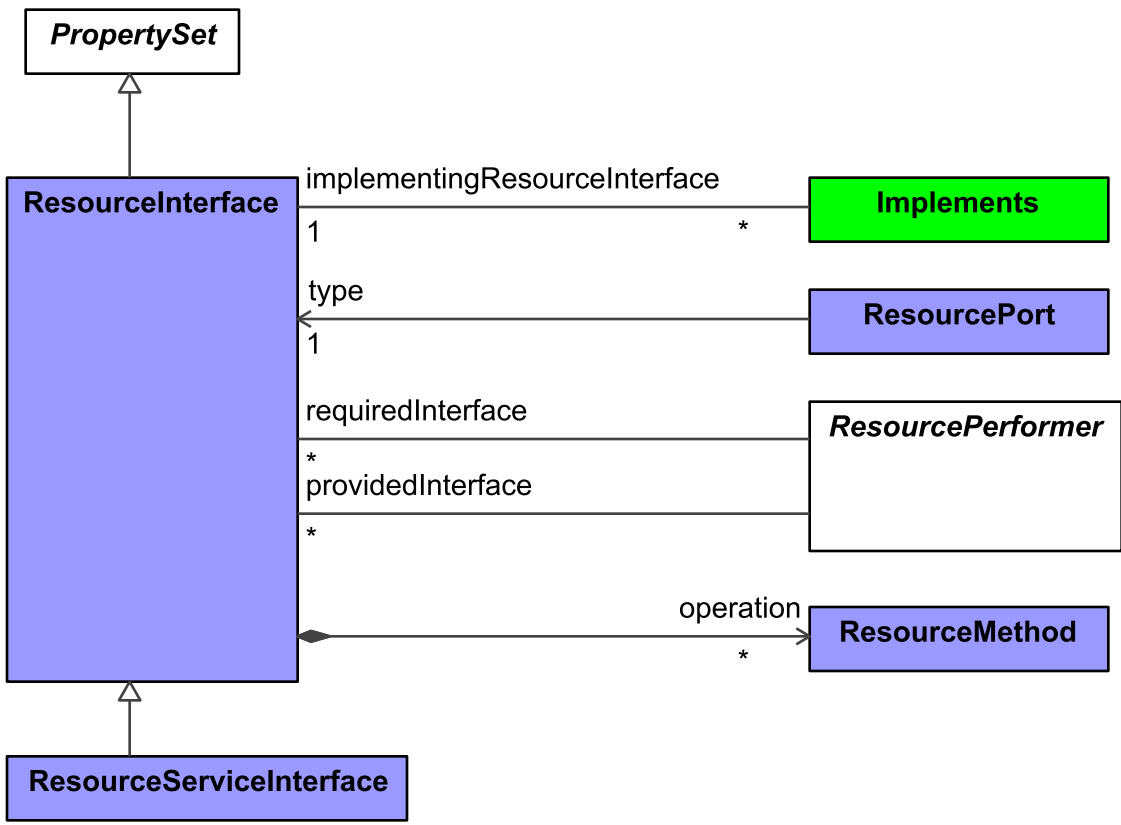 PropertySet
ResourceInterface
implementingResourceInterface
1
*
Implements
type
1
ResourcePort
requiredInterface
*
providedInterface
*
ResourcePerformer
operation
*
ResourceMethod
ResourceServiceInterface